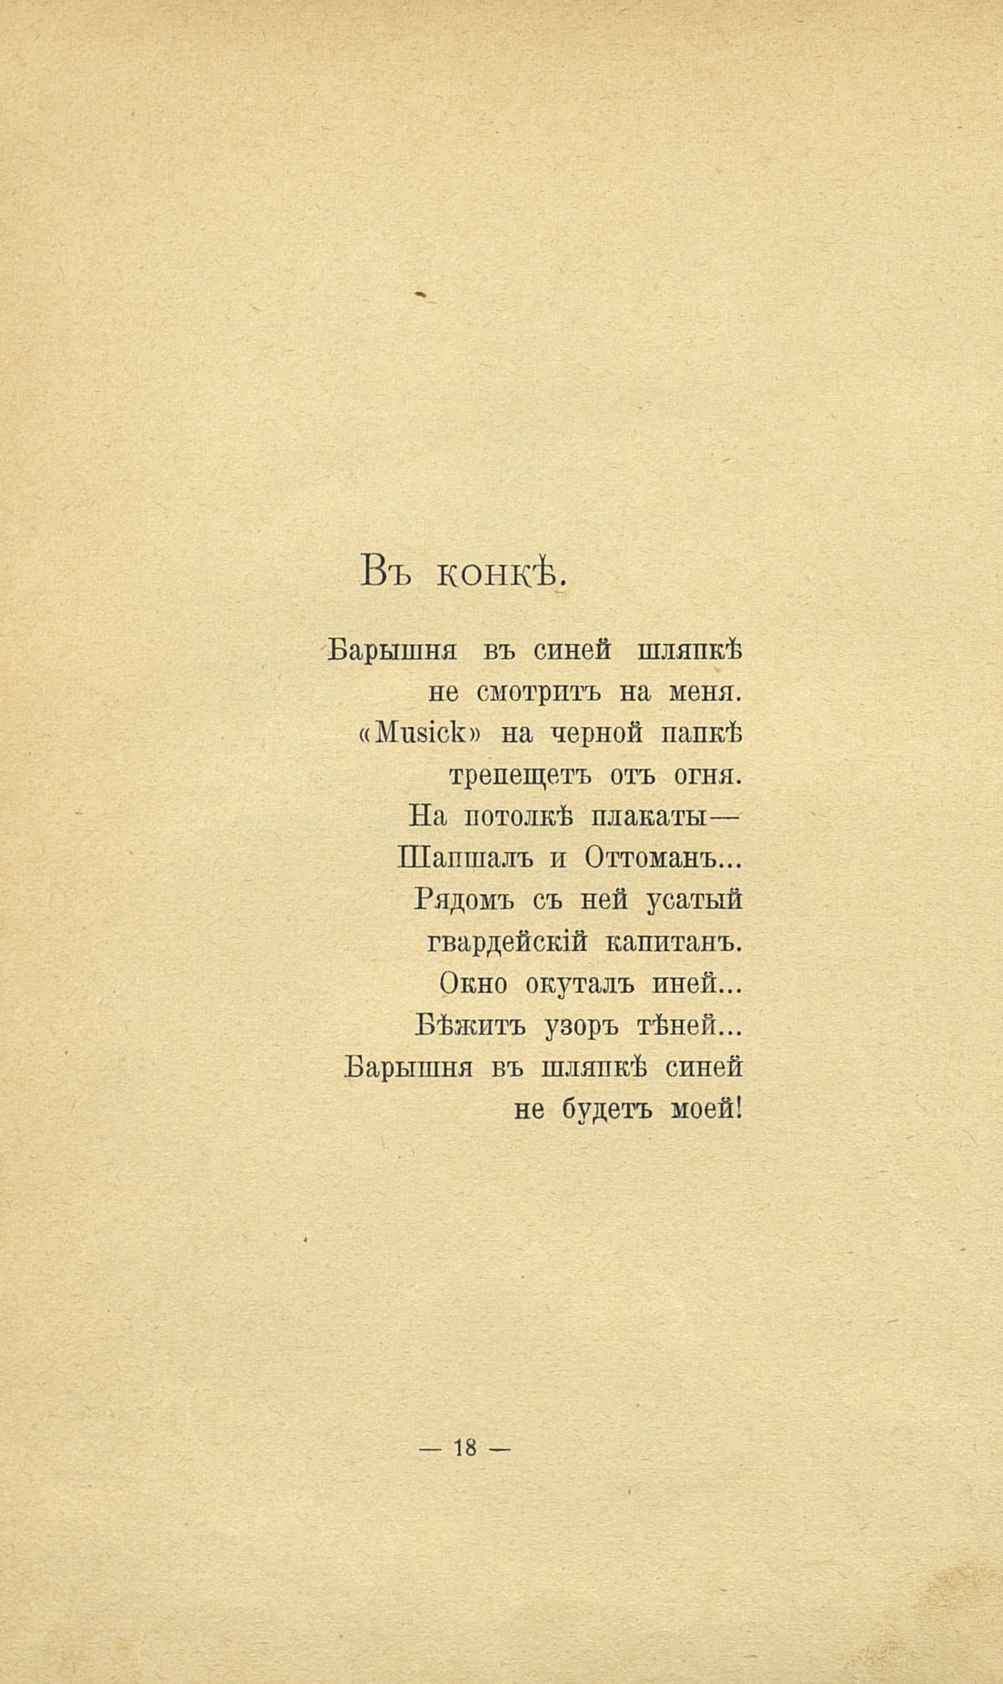 Въ конкѣ.
Барышня въ синей шляпкѣ
не смотритъ на меня.
«Musick» на черной папкѣ
трепещетъ отъ огня.
На потолкѣ плакаты—
Шапшалъ и Оттоманъ...
Рядомъ съ ней усатый
гвардейскій капитанъ.
Окно окуталъ иней...
Бѣжитъ узоръ тѣней...
Барышня въ шляпкѣ синей
не будетъ моей!
— 18 —